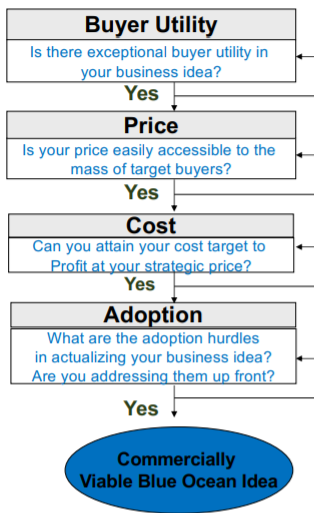 Buyer Utility
Is there exceptional buyer utility in
your business idea?
Yes
Price
Is your price easily accessible to the
mass of target buyers?
Yes
Cost
Can you attain your cost target to
Profit at your strategic price?
Yes
Adoption
What are the adoption hurdles
in actualizing your business idea?
Are you addressing them up front?
Yes
Commercially
Viable Blue Ocean Idea